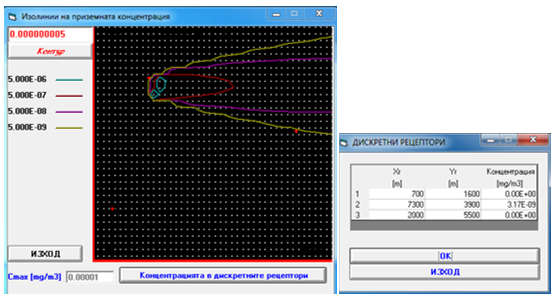 Изолинии на приземната концентрация
0.000000005
Контур
5.000E-06
5.000E-07
5.000E-08
5.000E-09
ИЗХОД
Cmax [mg/m3] 0.00001 Концентрацията в дискретните рецептори
ДИСКРЕТНИ РЕЦЕПТОРИ
Xr Yr Концентрация
[m] [m] [mg/m3]
1 700 1600 0.00E+00
2 7300 3900 3.17E-09
3 2000 5500 0.00E+00
OK
ИЗХОД